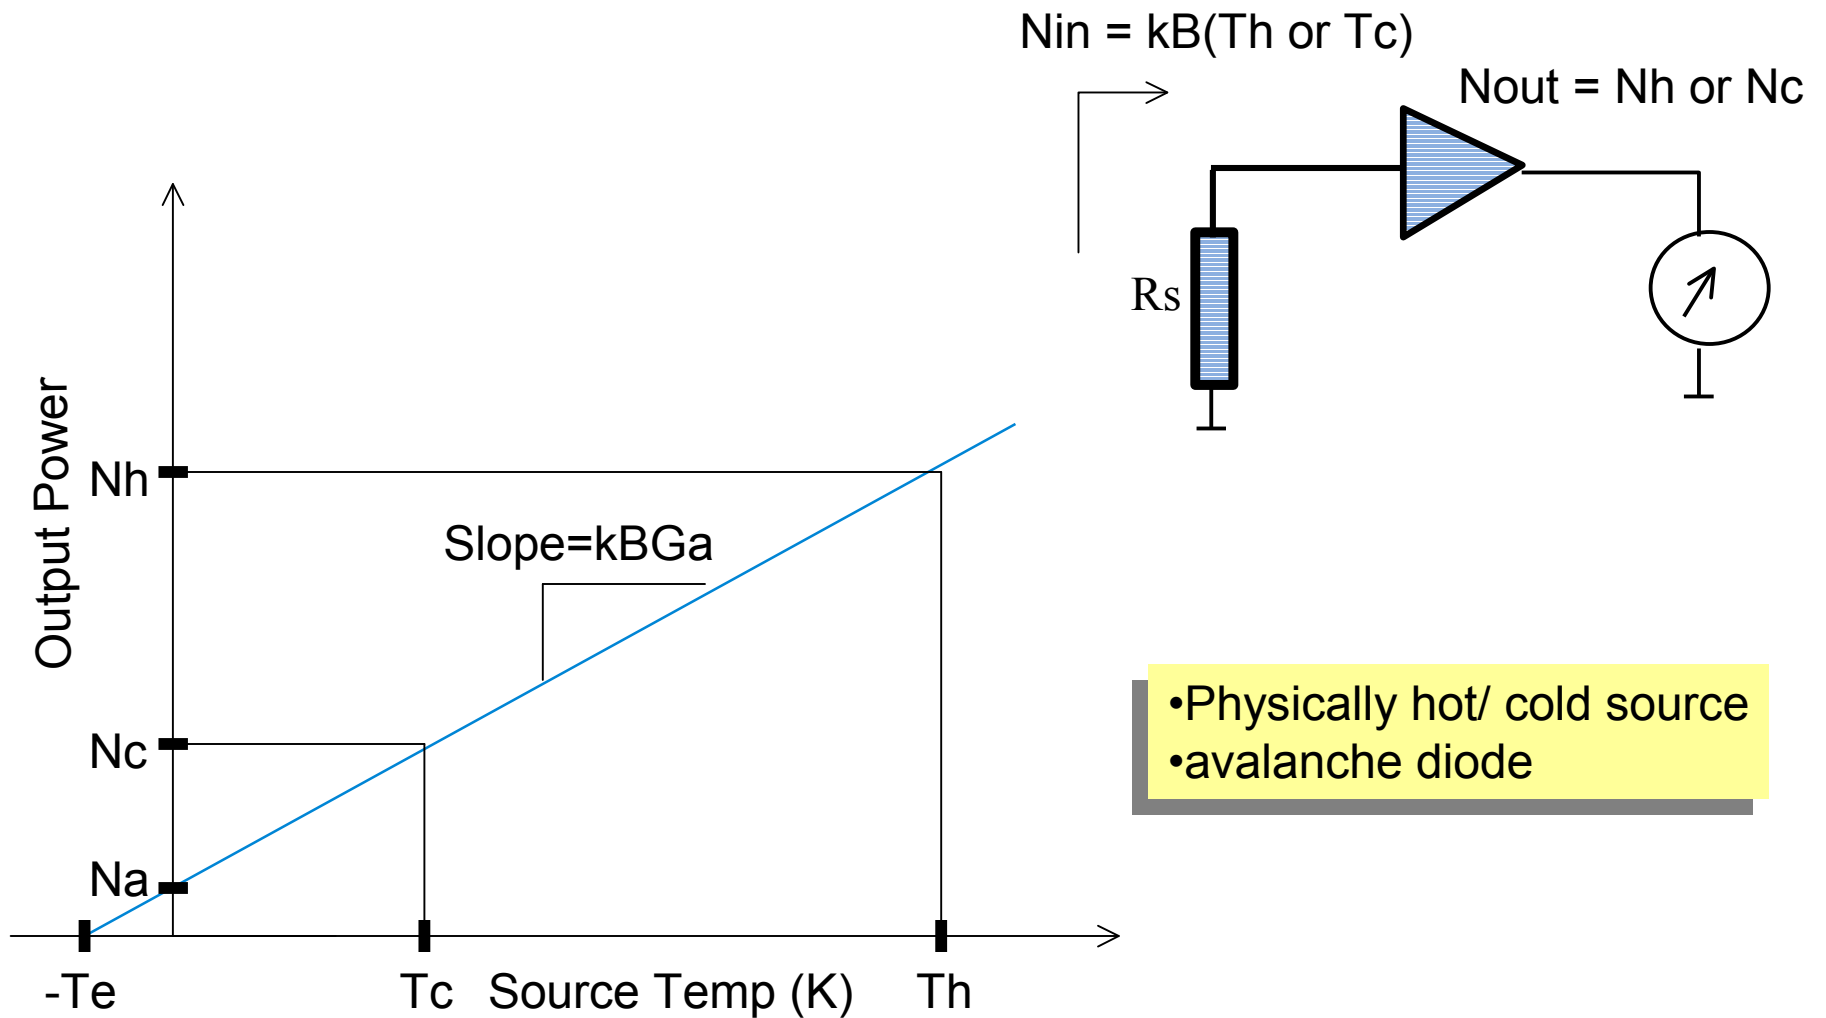 Nin = kB(Th or Tc)
Nout = Nh or Nc
Rs
Output Power
Nh
Slope=kBGa
Nc
Na
•Physically hot/ cold source
•avalanche diode
-Te
Tc
Source Temp (K)
Th